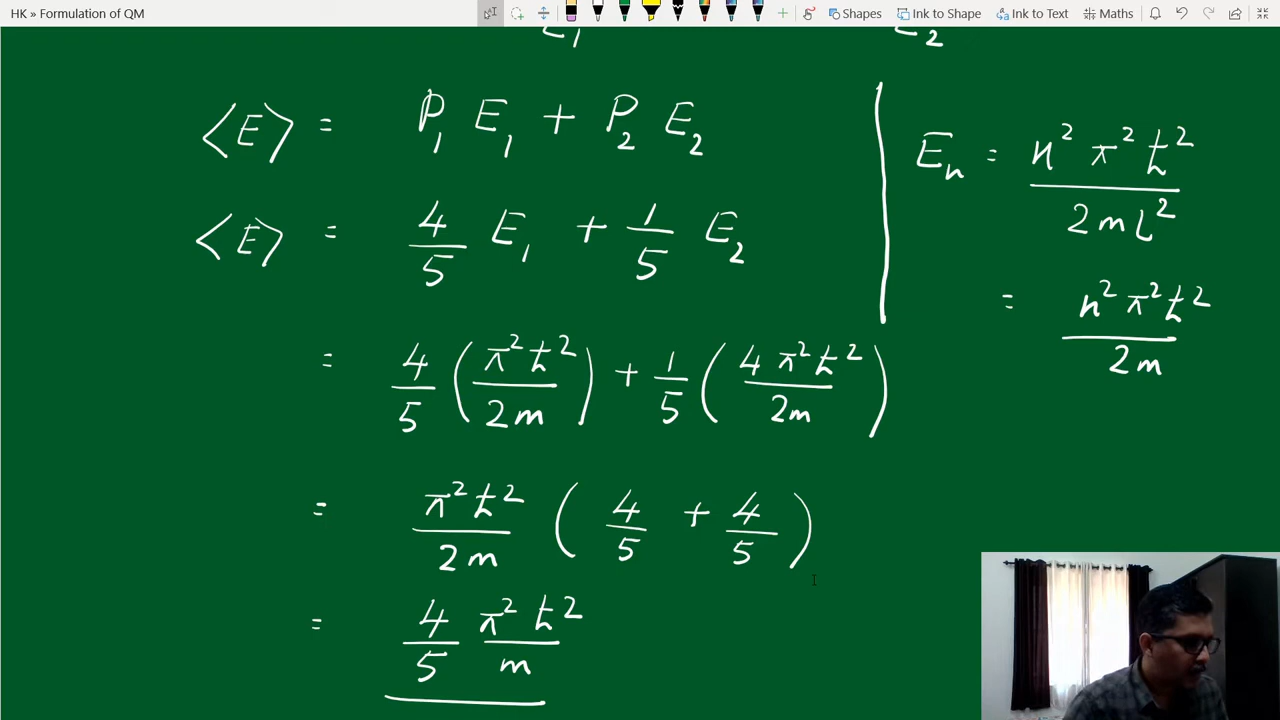 HK » Formulation of QM
Shapes Ink to Shape Ink to Text Maths
E₁ E₂
⟨E⟩ = P₁ E₁ + P₂ E₂
⟨E⟩ = 4/5 E₁ + 1/5 E₂
= 4/5 (π²ħ²/2m) + 1/5 (4π²ħ²/2m)
= π²ħ²/2m (4/5 + 4/5)
= 4/5 π²ħ²/m
Eₙ = n²π²ħ²/2mL²
= n²π²ħ²/2m